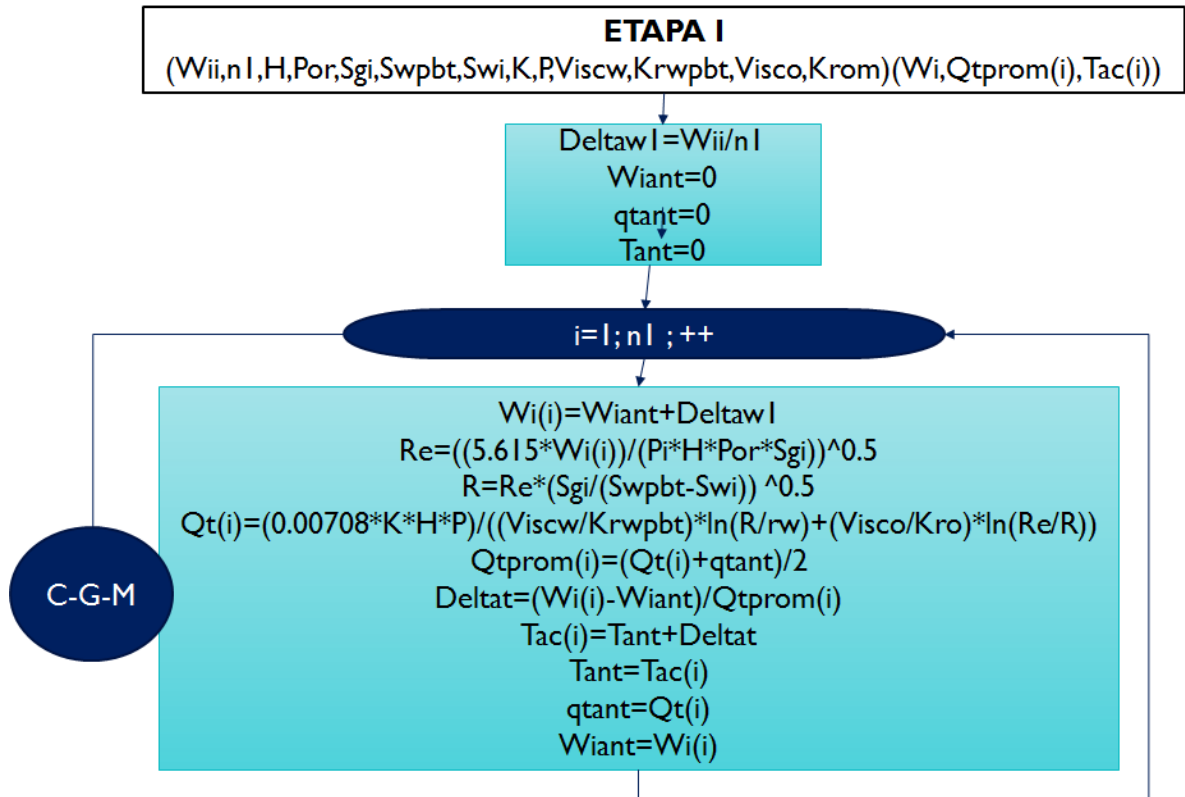 ETAPA I
(Wii,n1,H,Por,Sgi,Swpbt,Swi,K,P,Viscw,Krwpbt,Visco,Krom)(Wi,Qtprom(i),Tac(i))
Deltaw1=Wii/n1
Wiant=0
qtant=0
Tant=0
i=1; n1 ; ++
Wi(i)=Wiant+Deltaw1
Re=((5.615*Wi(i))/(Pi*H*Por*Sgi))^0.5
R=Re*(Sgi/(Swpbt-Swi)) ^0.5
Qt(i)=(0.00708*K*H*P)/((Viscw/Krwpbt)*ln(R/rw)+(Visco/Kro)*ln(Re/R))
Qtprom(i)=(Qt(i)+qtant)/2
Deltat=(Wi(i)-Wiant)/Qtprom(i)
Tac(i)=Tant+Deltat
Tant=Tac(i)
qtant=Qt(i)
Wiant=Wi(i)
C-G-M